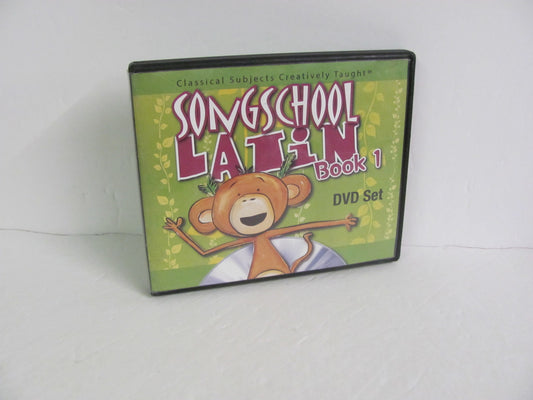 Classical Subjects Creatively Taught™
SONGSCHOOL
LATIN
Book 1
DVD Set